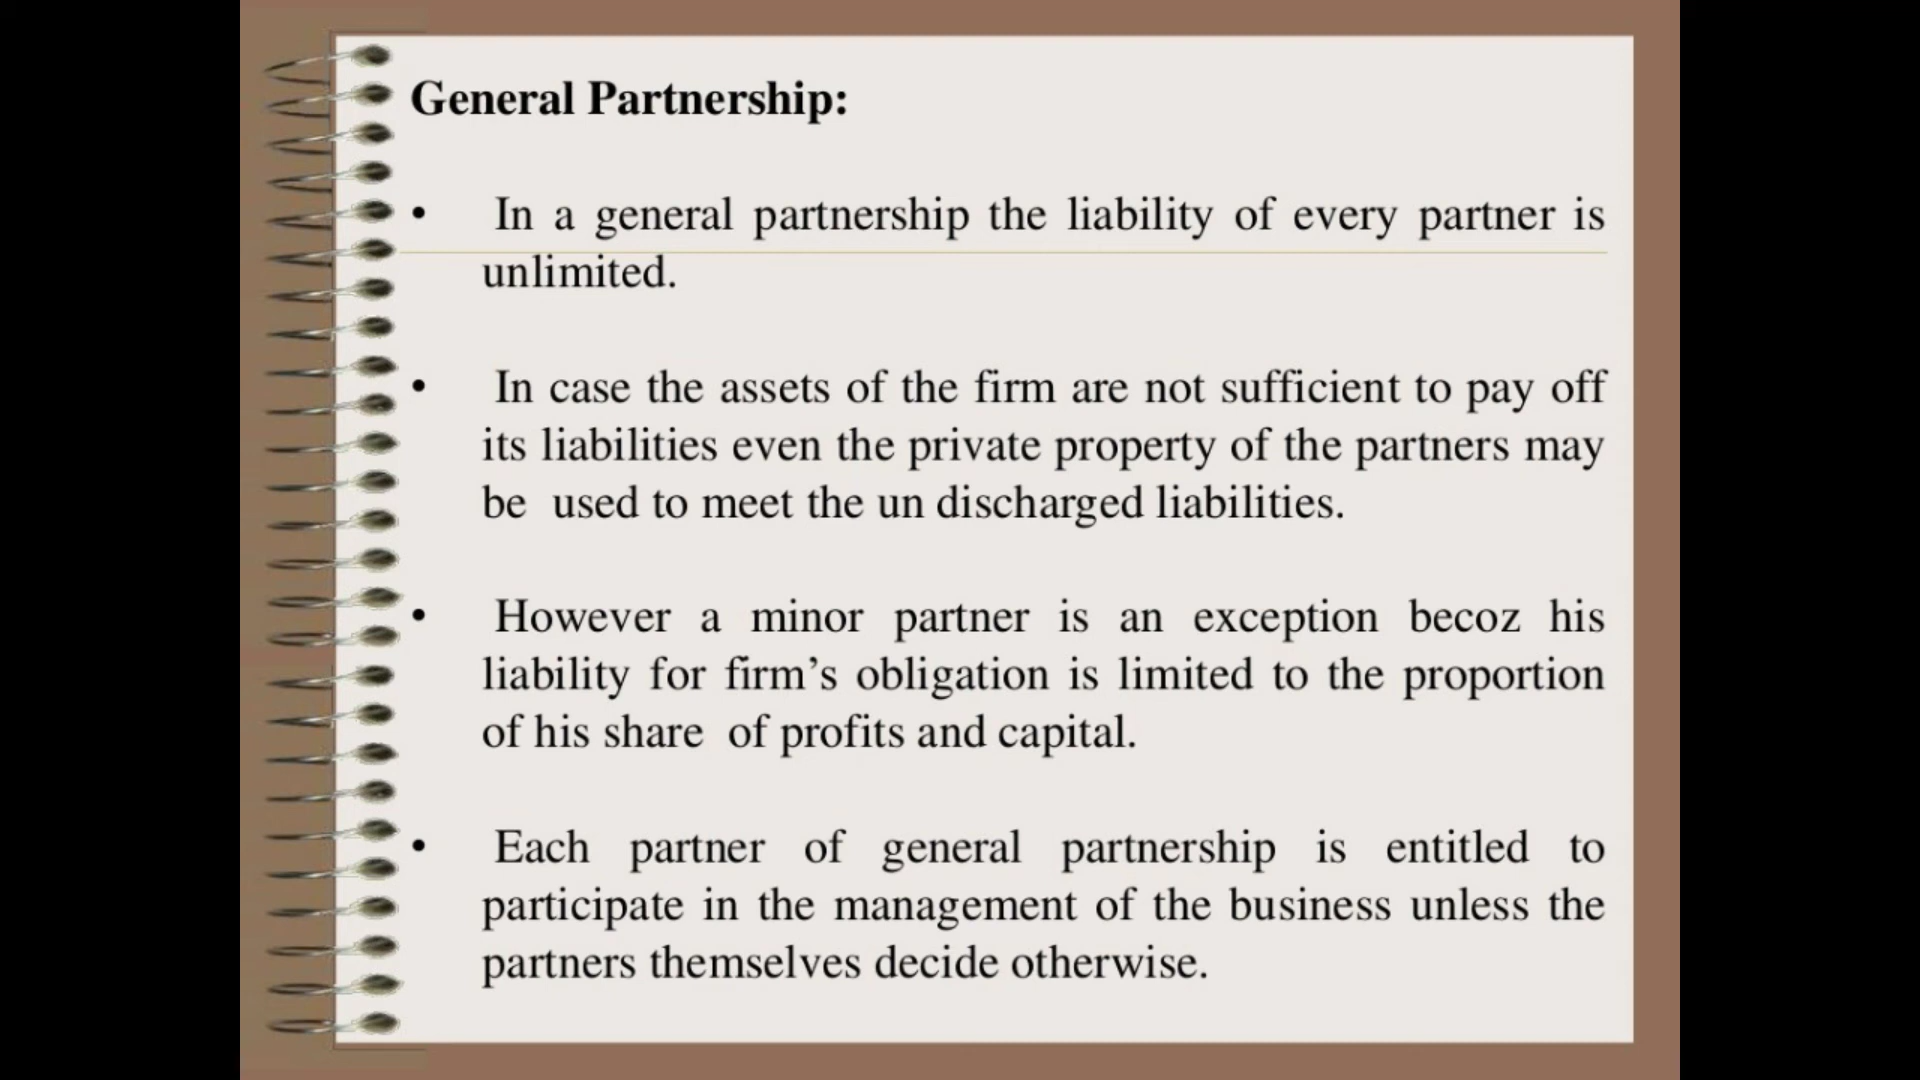 General Partnership:
• In a general partnership the liability of every partner is
unlimited.
• In case the assets of the firm are not sufficient to pay off
its liabilities even the private property of the partners may
be used to meet the un discharged liabilities.
• However a minor partner is an exception becoz his
liability for firm’s obligation is limited to the proportion
of his share of profits and capital.
• Each partner of general partnership is entitled to
participate in the management of the business unless the
partners themselves decide otherwise.